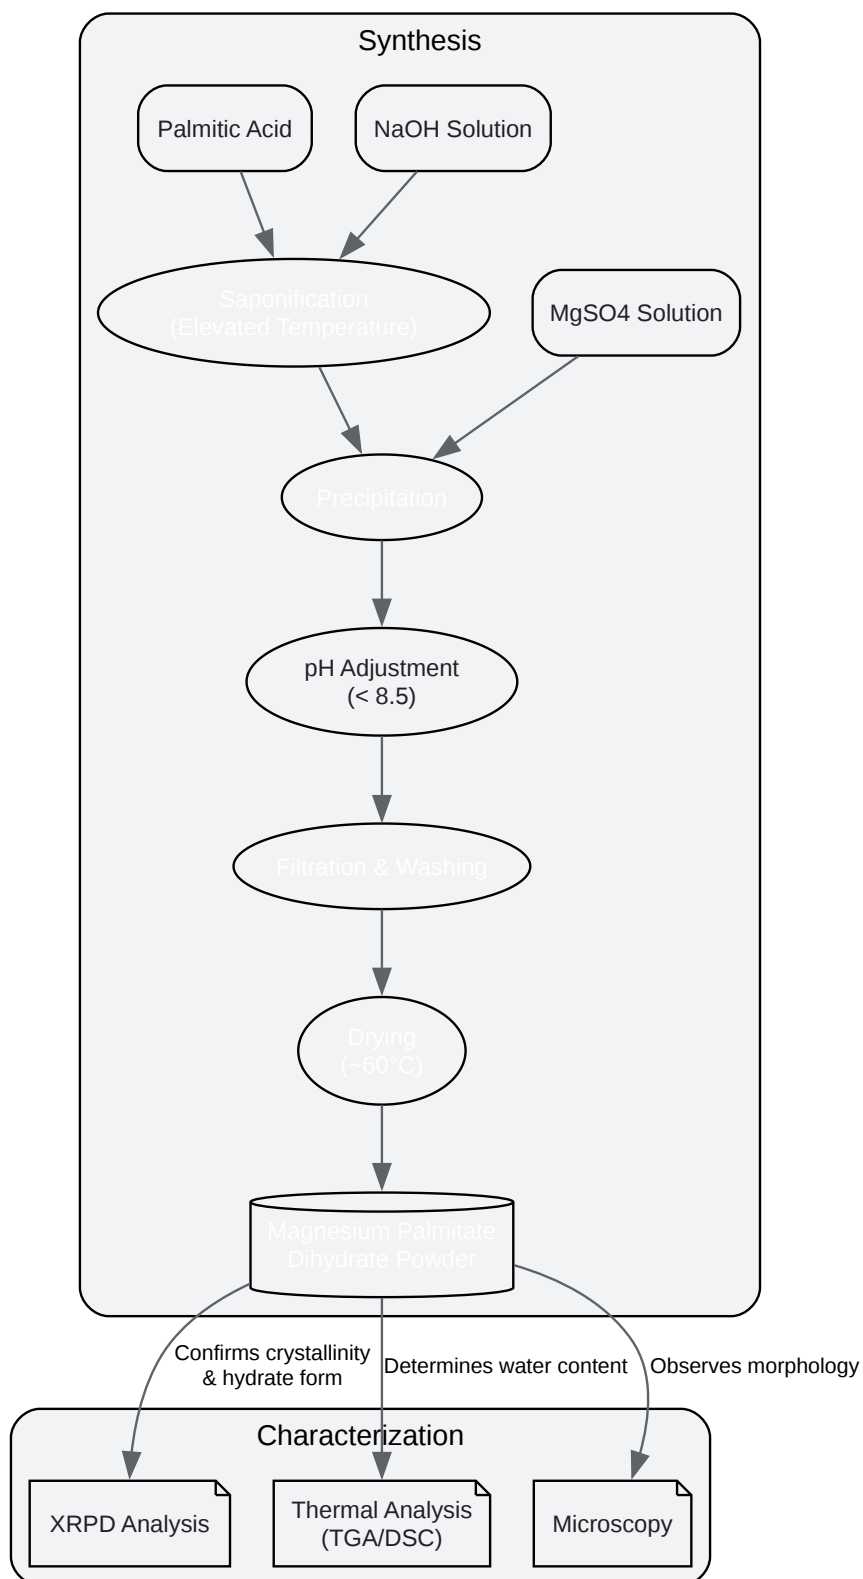 Synthesis
Palmitic Acid
NaOH Solution
Saponification
(Elevated Temperature)
MgSO4 Solution
Precipitation
pH Adjustment
(< 8.5)
Filtration & Washing
Drying
(~60°C)
Magnesium Palmitate
Dihydrate Powder
Confirms crystallinity
& hydrate form
Determines water content
Observes morphology
Characterization
XRPD Analysis
Thermal Analysis
(TGA/DSC)
Microscopy